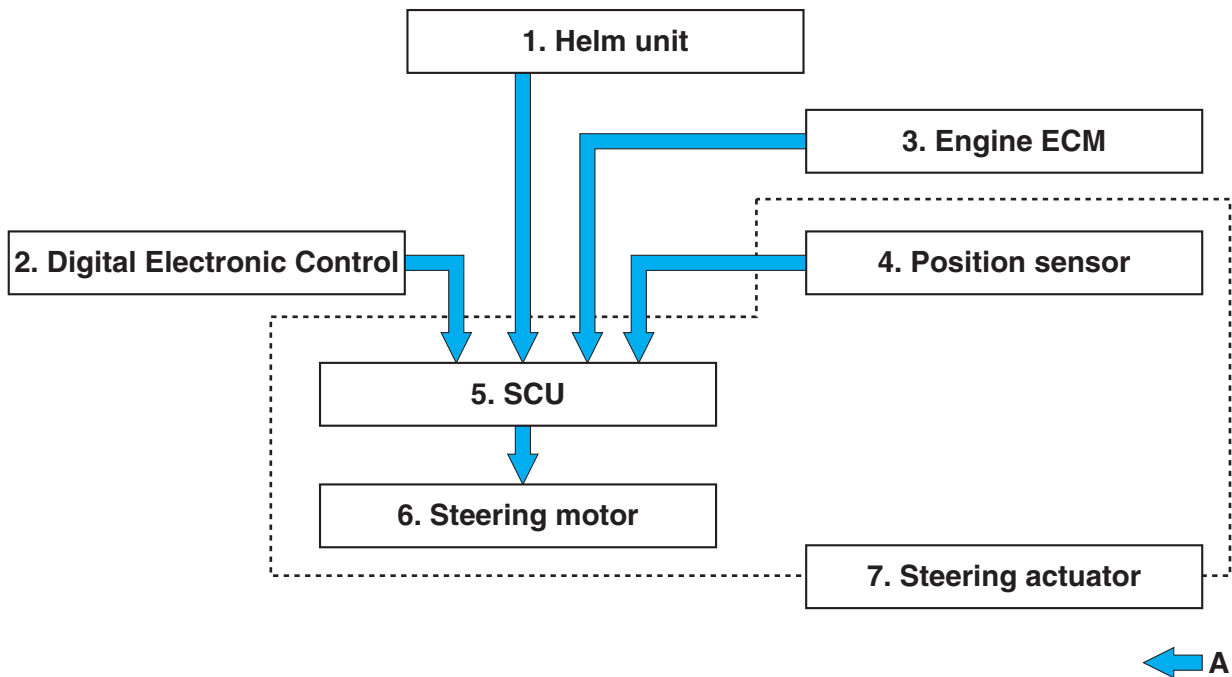 1. Helm unit
3. Engine ECM
2. Digital Electronic Control
4. Position sensor
5. SCU
6. Steering motor
7. Steering actuator
A